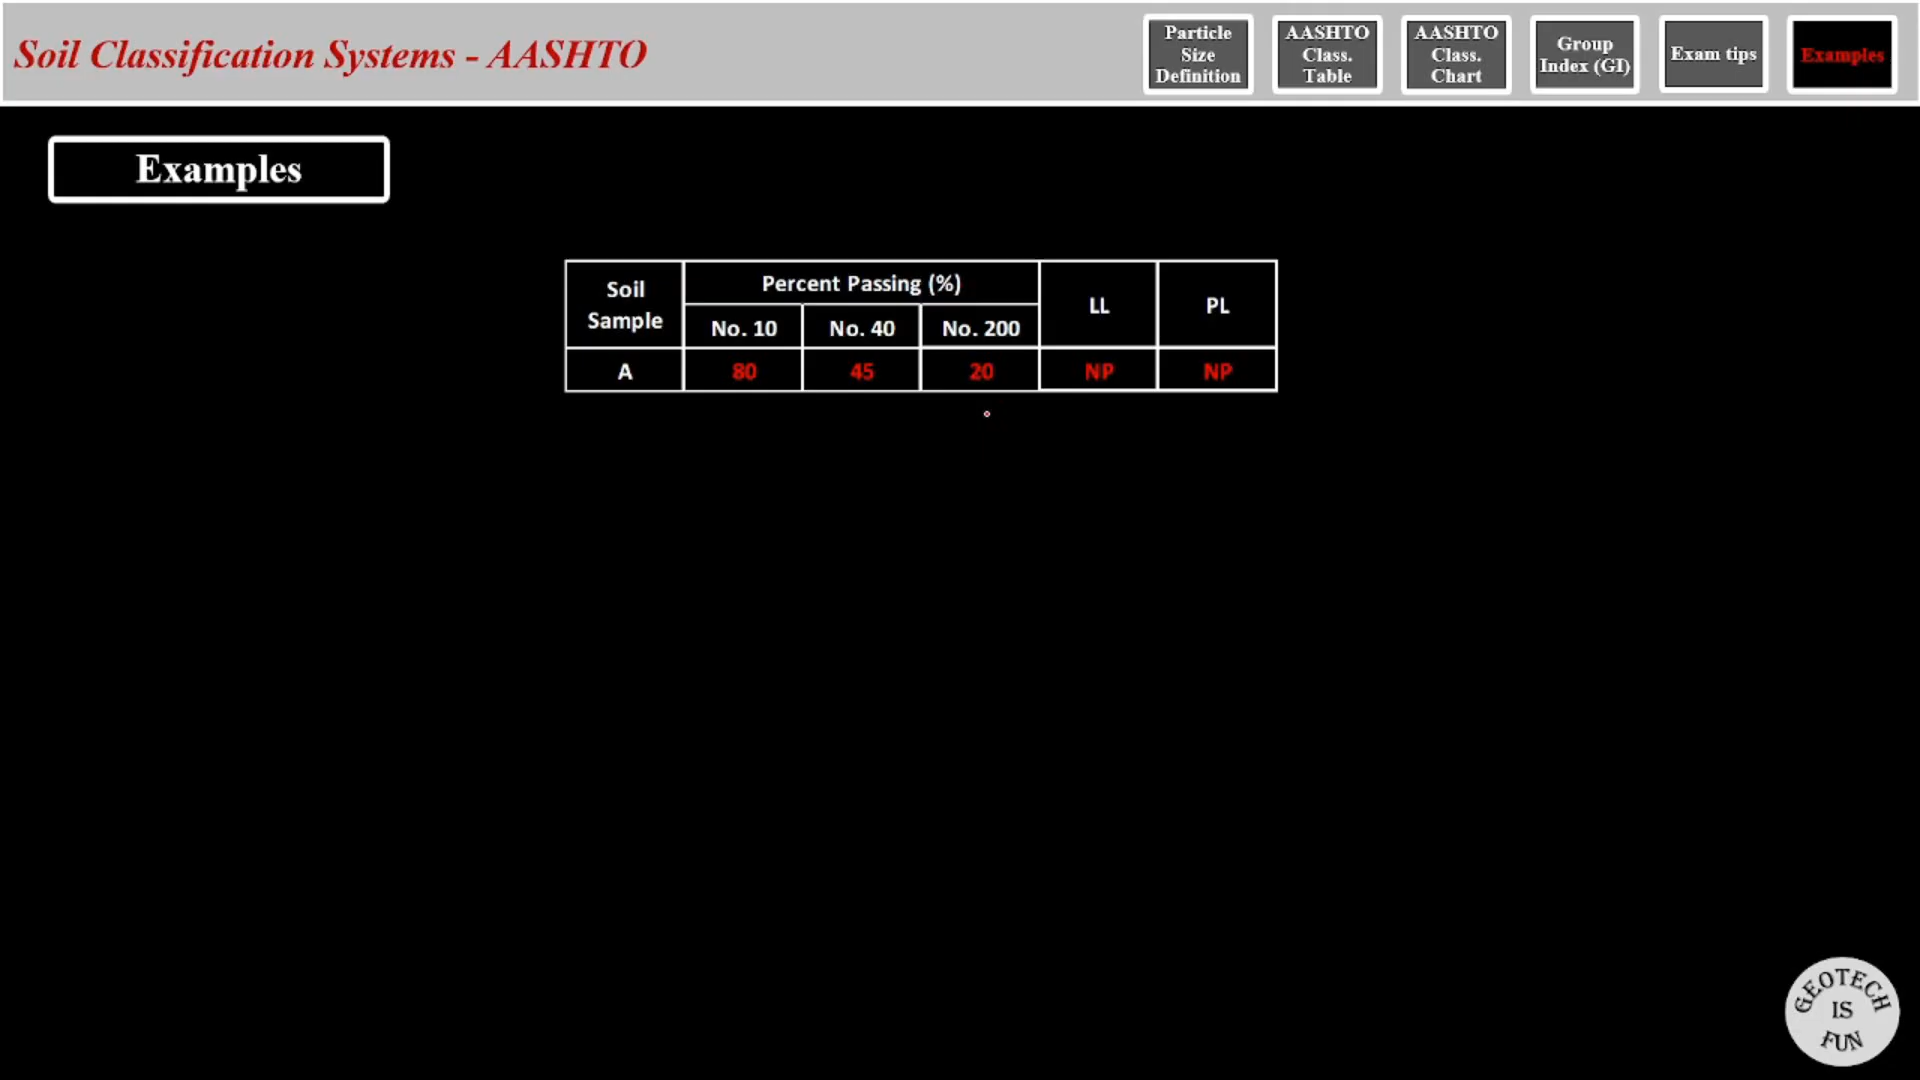 Soil Classification Systems - AASHTO
Particle
Size
Definition
AASHTO
Class.
Table
AASHTO
Class.
Chart
Group
Index (GI)
Exam tips
Examples
Examples
Soil
Sample
Percent Passing (%)
LL
PL
No. 10
No. 40
No. 200
A
80
45
20
NP
NP
GEOTECH
IS
FUN